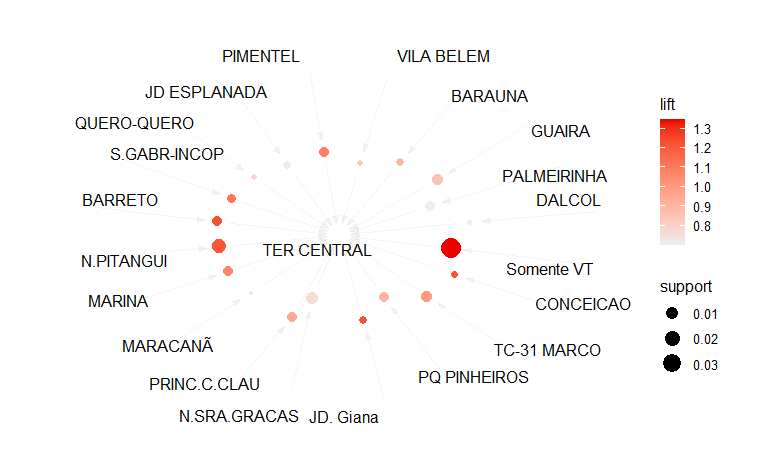 PIMENTEL
VILA BELEM
JD ESPLANADA
BARAUNA
QUERO-QUERO
GUAIRA
S.GABR-INCOP
PALMEIRINHA
BARRETO
DALCOL
TER CENTRAL
N.PITANGUI
Somente VT
MARINA
CONCEICAO
MARACANÃ
TC-31 MARCO
PRINC.C.CLAU
PQ PINHEIROS
N.SRA.GRACAS
JD. Giana
lift
1.3
1.2
1.1
1.0
0.9
0.8
support
0.01
0.02
0.03